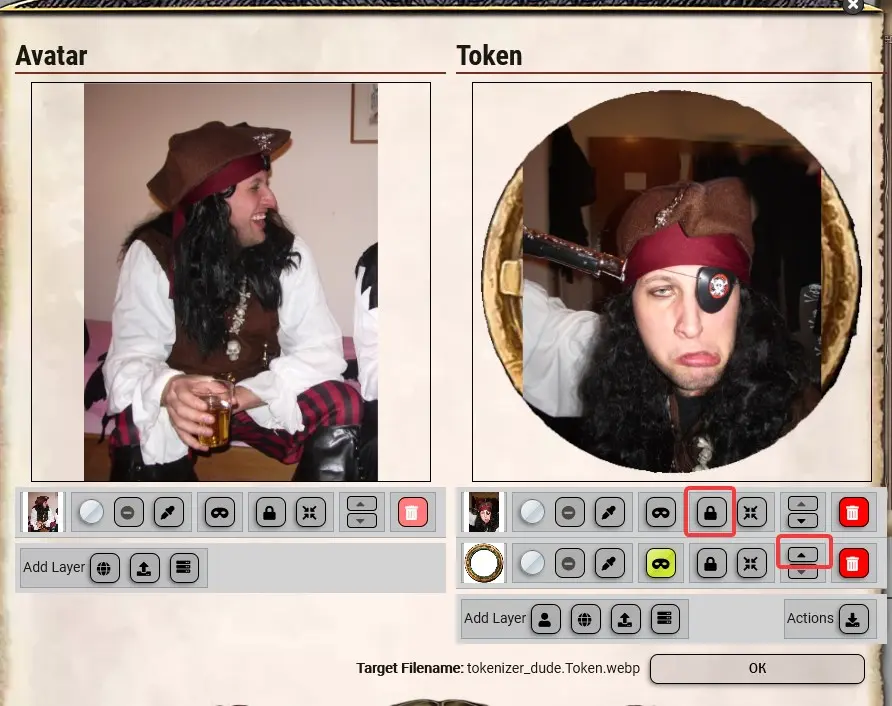 Avatar
Token
Add Layer
Add Layer
Actions
Target Filename: tokenizer_dude.Token.webp
OK